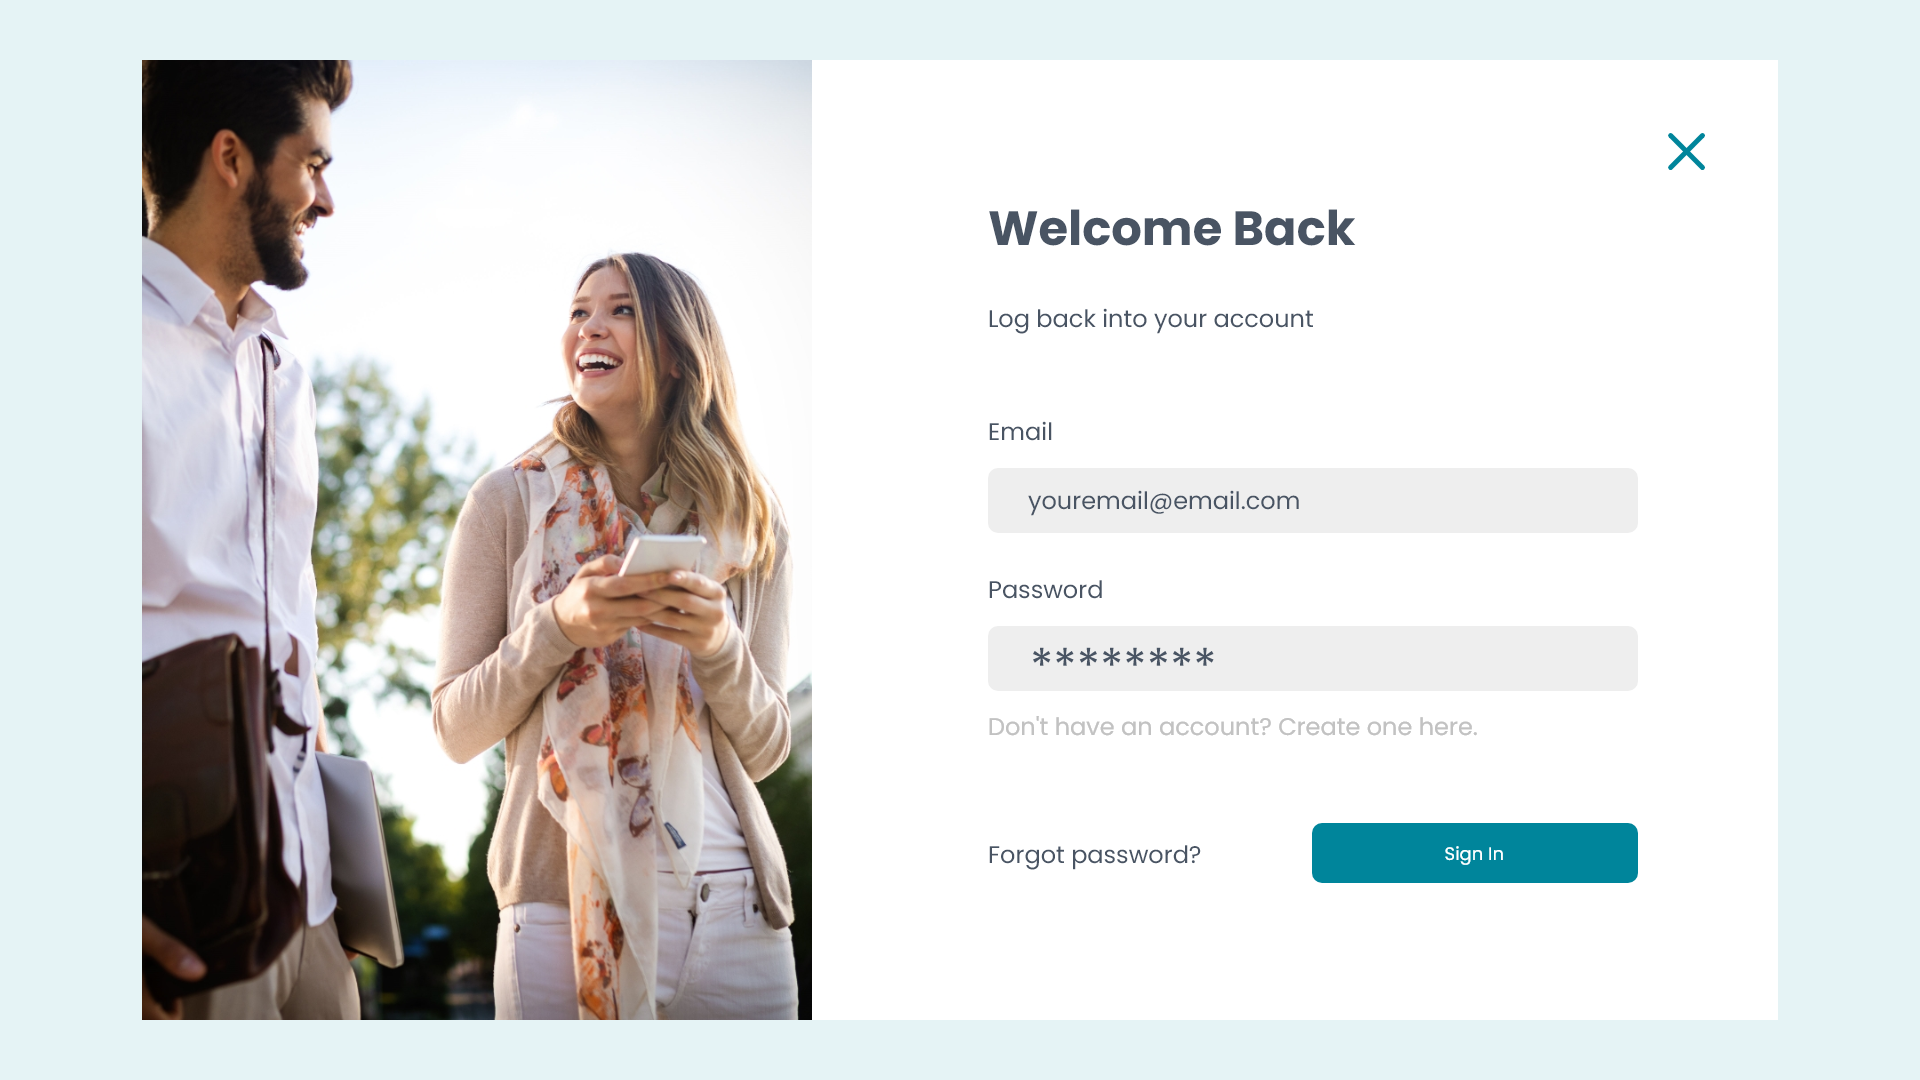 Welcome Back
Log back into your account
Email
youremail@email.com
Password
********
Don't have an account? Create one here.
Forgot password?
Sign In